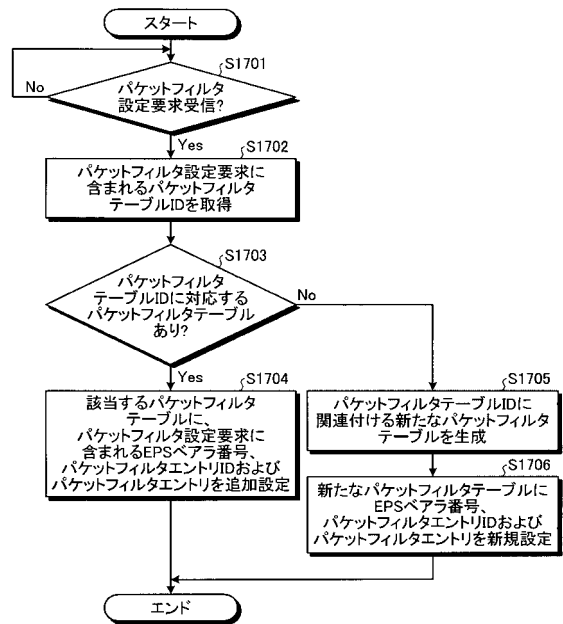 スタート
S1701
No
パケットフィルタ
設定要求受信?
Yes
S1702
パケットフィルタ設定要求に
含まれるパケットフィルタ
テーブルIDを取得
S1703
パケットフィルタ
テーブルIDに対応する
パケットフィルタテーブル
あり?
No
Yes
S1704
該当するパケットフィルタ
テーブルに、
パケットフィルタ設定要求に
含まれるEPSベアラ番号、
パケットフィルタエントリIDおよび
パケットフィルタエントリを追加設定
S1705
パケットフィルタテーブルIDに
関連付ける新たなパケットフィルタ
テーブルを生成
S1706
新たなパケットフィルタテーブルに
EPSベアラ番号、
パケットフィルタエントリIDおよび
パケットフィルタエントリを新規設定
エンド